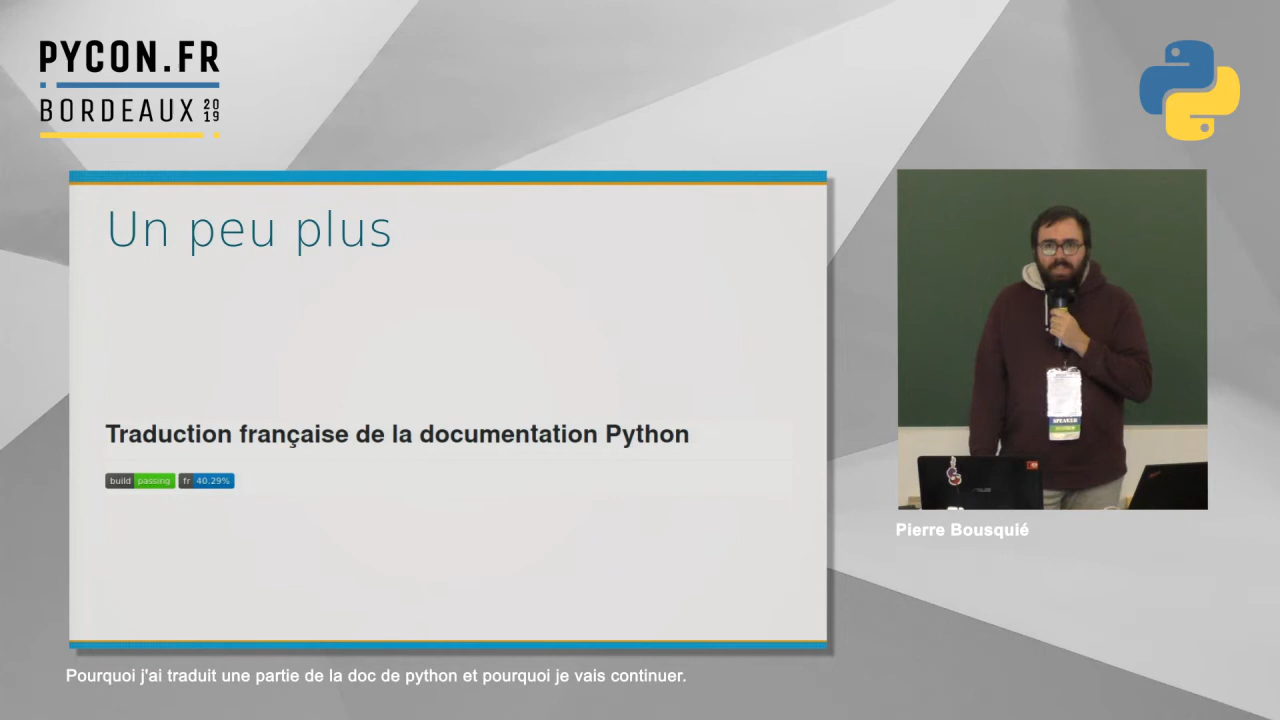 PYCON.FR
BORDEAUX 2019
Un peu plus
Traduction française de la documentation Python
build passing fr 40.29%
SPEAKER
Pierre Bousquié
Pourquoi j'ai traduit une partie de la doc de python et pourquoi je vais continuer.